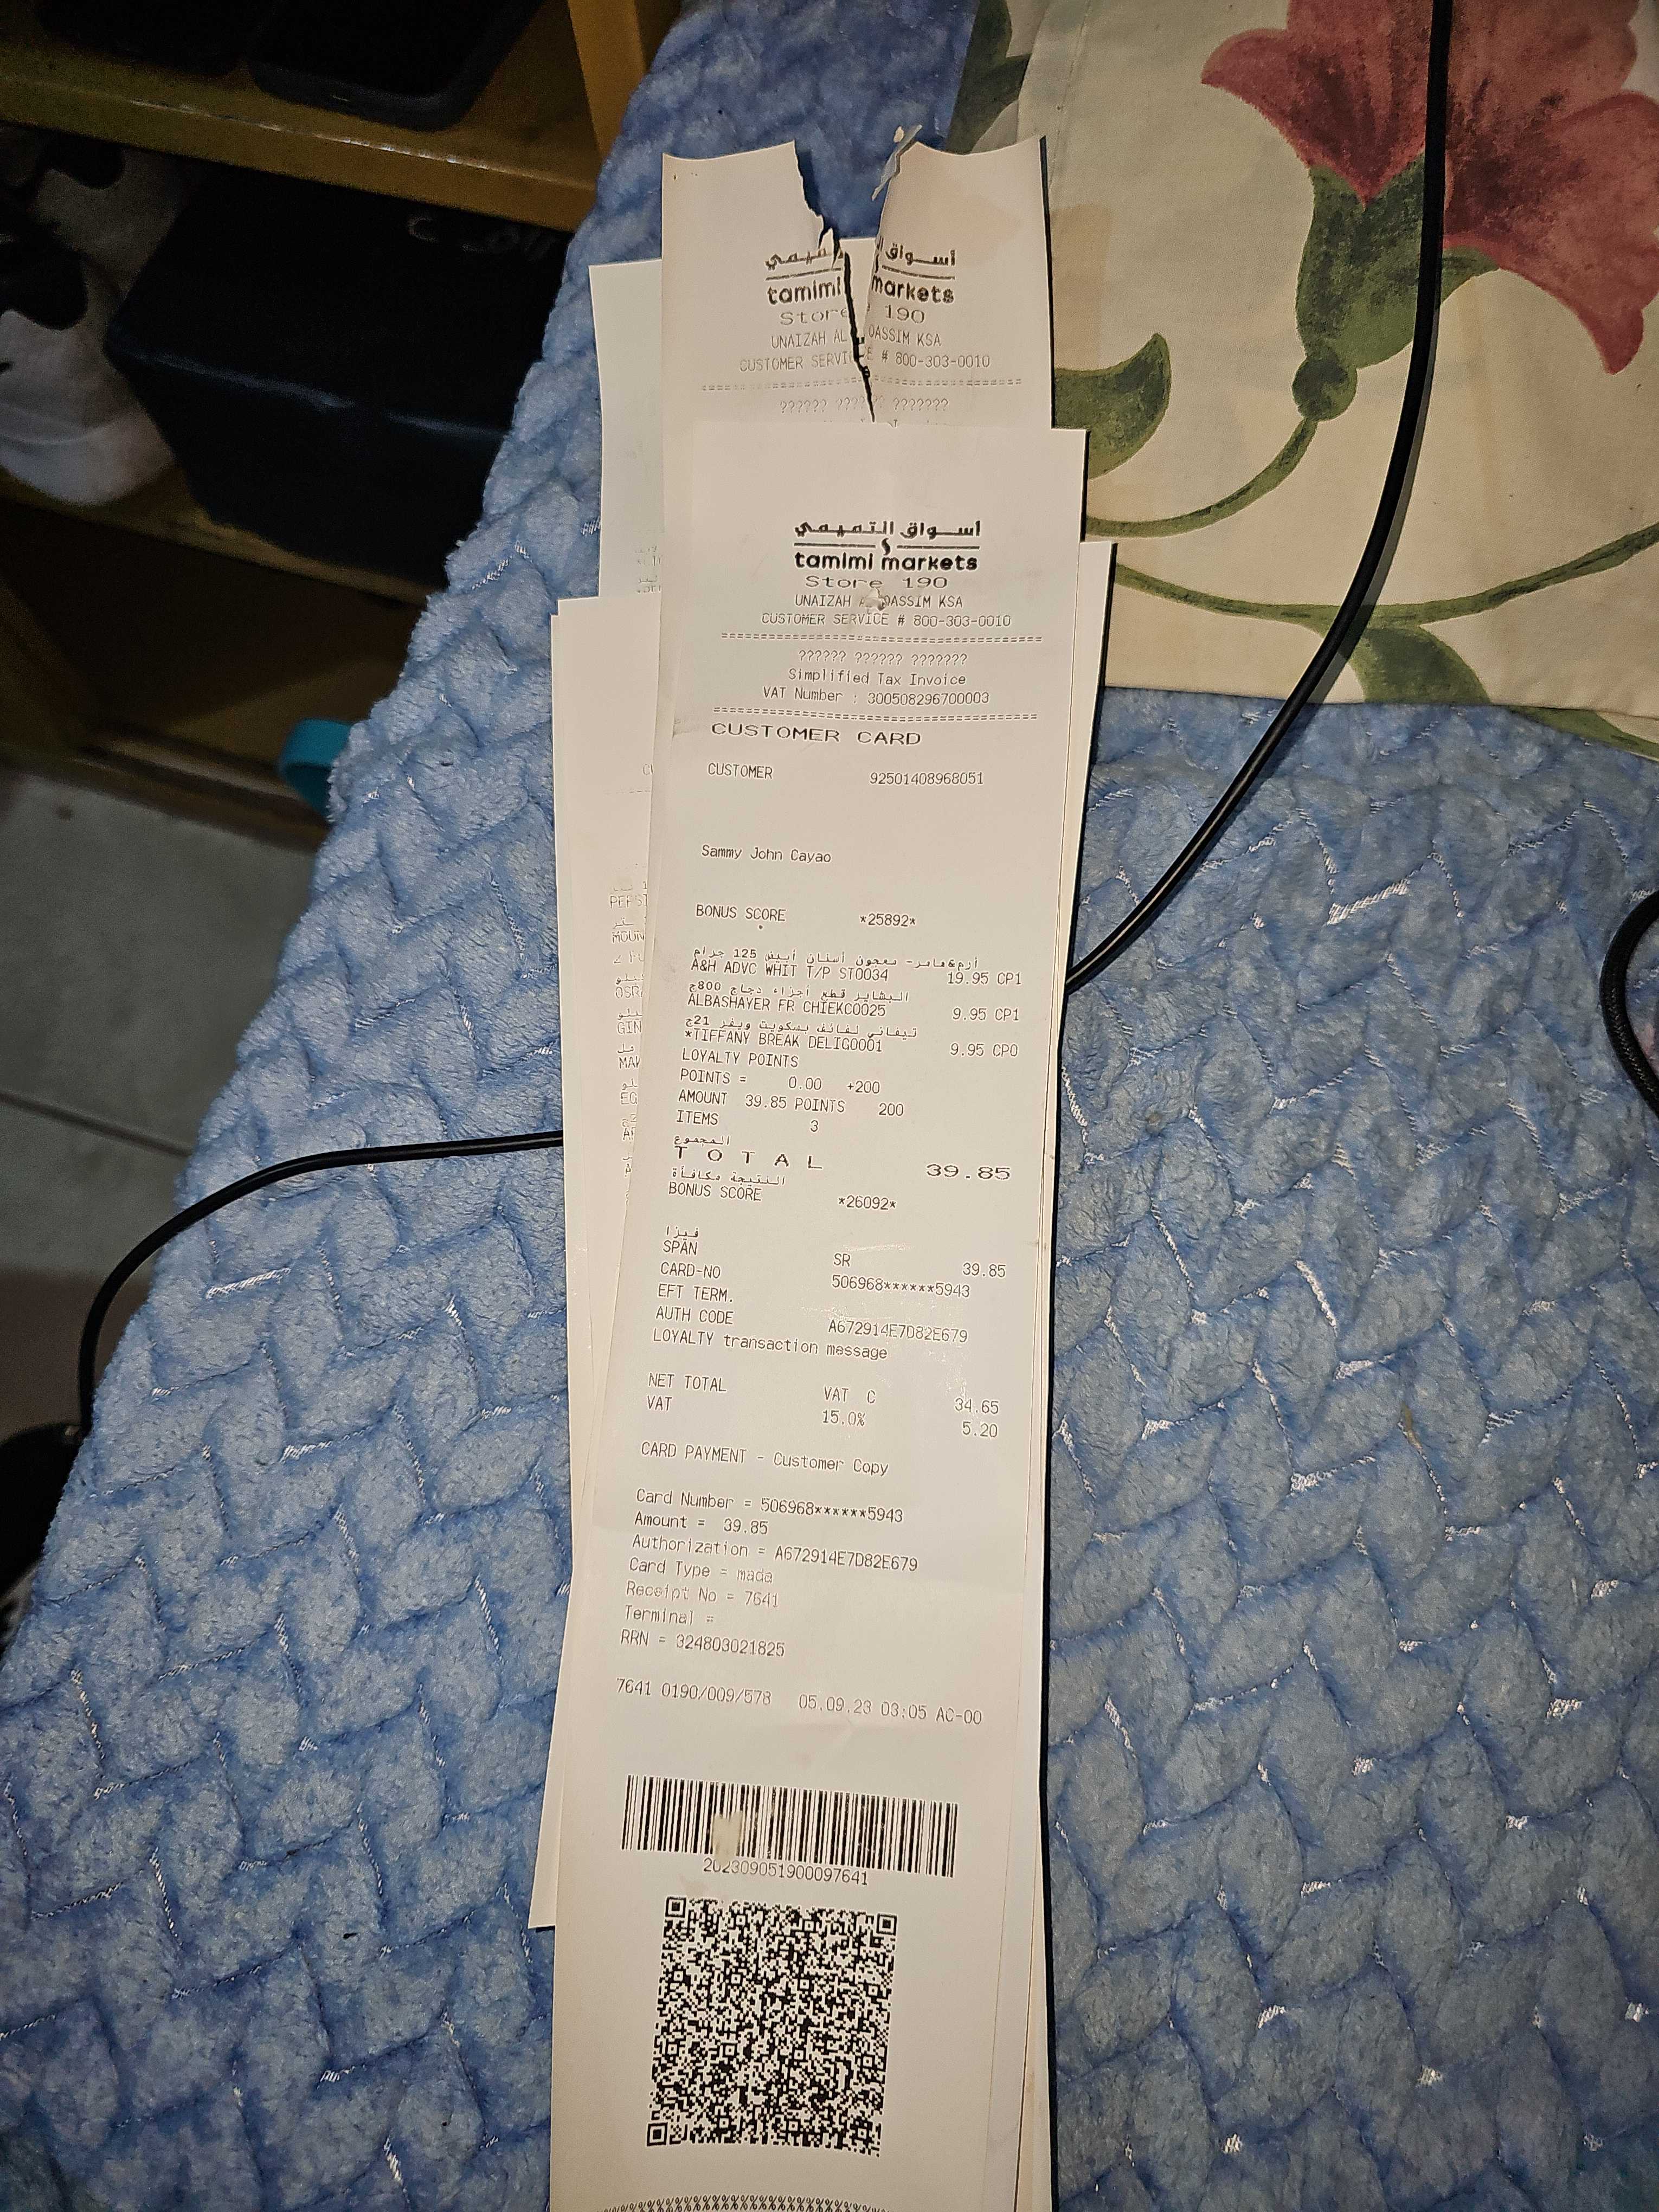 أسواق
tamimi markets
Store 190
UNAIZAH AL QASSIM KSA
CUSTOMER SERVICE # 800-303-0010
?????? ???? ???????
أسواق التميمي
tamimi markets
Store 190
UNAIZAH QASSIM KSA
CUSTOMER SERVICE # 800-303-0010
======================================
?????? ?????? ???????
Simplified Tax Invoice
VAT Number : 300508296700003
======================================
CUSTOMER CARD
CUSTOMER 92501408968051
Sammy John Cayao
BONUS SCORE *25892*
أرم&هامر- معجون أسنان أبيض 125 جرام
A&H ADVC WHIT T/P ST0034 19.95 CP1
البشاير قطع أجزاء دجاج 800ج
ALBASHAYER FR CHIEKC0025 9.95 CP1
تيفاني لفائف بسكويت ويفر 21ج
*TIFFANY BREAK DELIG0001 9.95 CP0
LOYALTY POINTS
POINTS = 0.00 +200
AMOUNT 39.85 POINTS 200
ITEMS 3
المجموع
T O T A L 39.85
النتيجة مكافأة
BONUS SCORE *26092*
فيزا
SPAN SR 39.85
CARD-NO 506968******5943
EFT TERM.
AUTH CODE A672914E7D82E679
LOYALTY transaction message
NET TOTAL VAT C 34.65
VAT 15.0% 5.20
CARD PAYMENT - Customer Copy
Card Number = 506968******5943
Amount = 39.85
Authorization = A672914E7D82E679
Card Type = mada
Receipt No = 7641
Terminal =
RRN = 324803021825
7641 0190/009/578 05.09.23 03:05 AC-00
202309051900097641